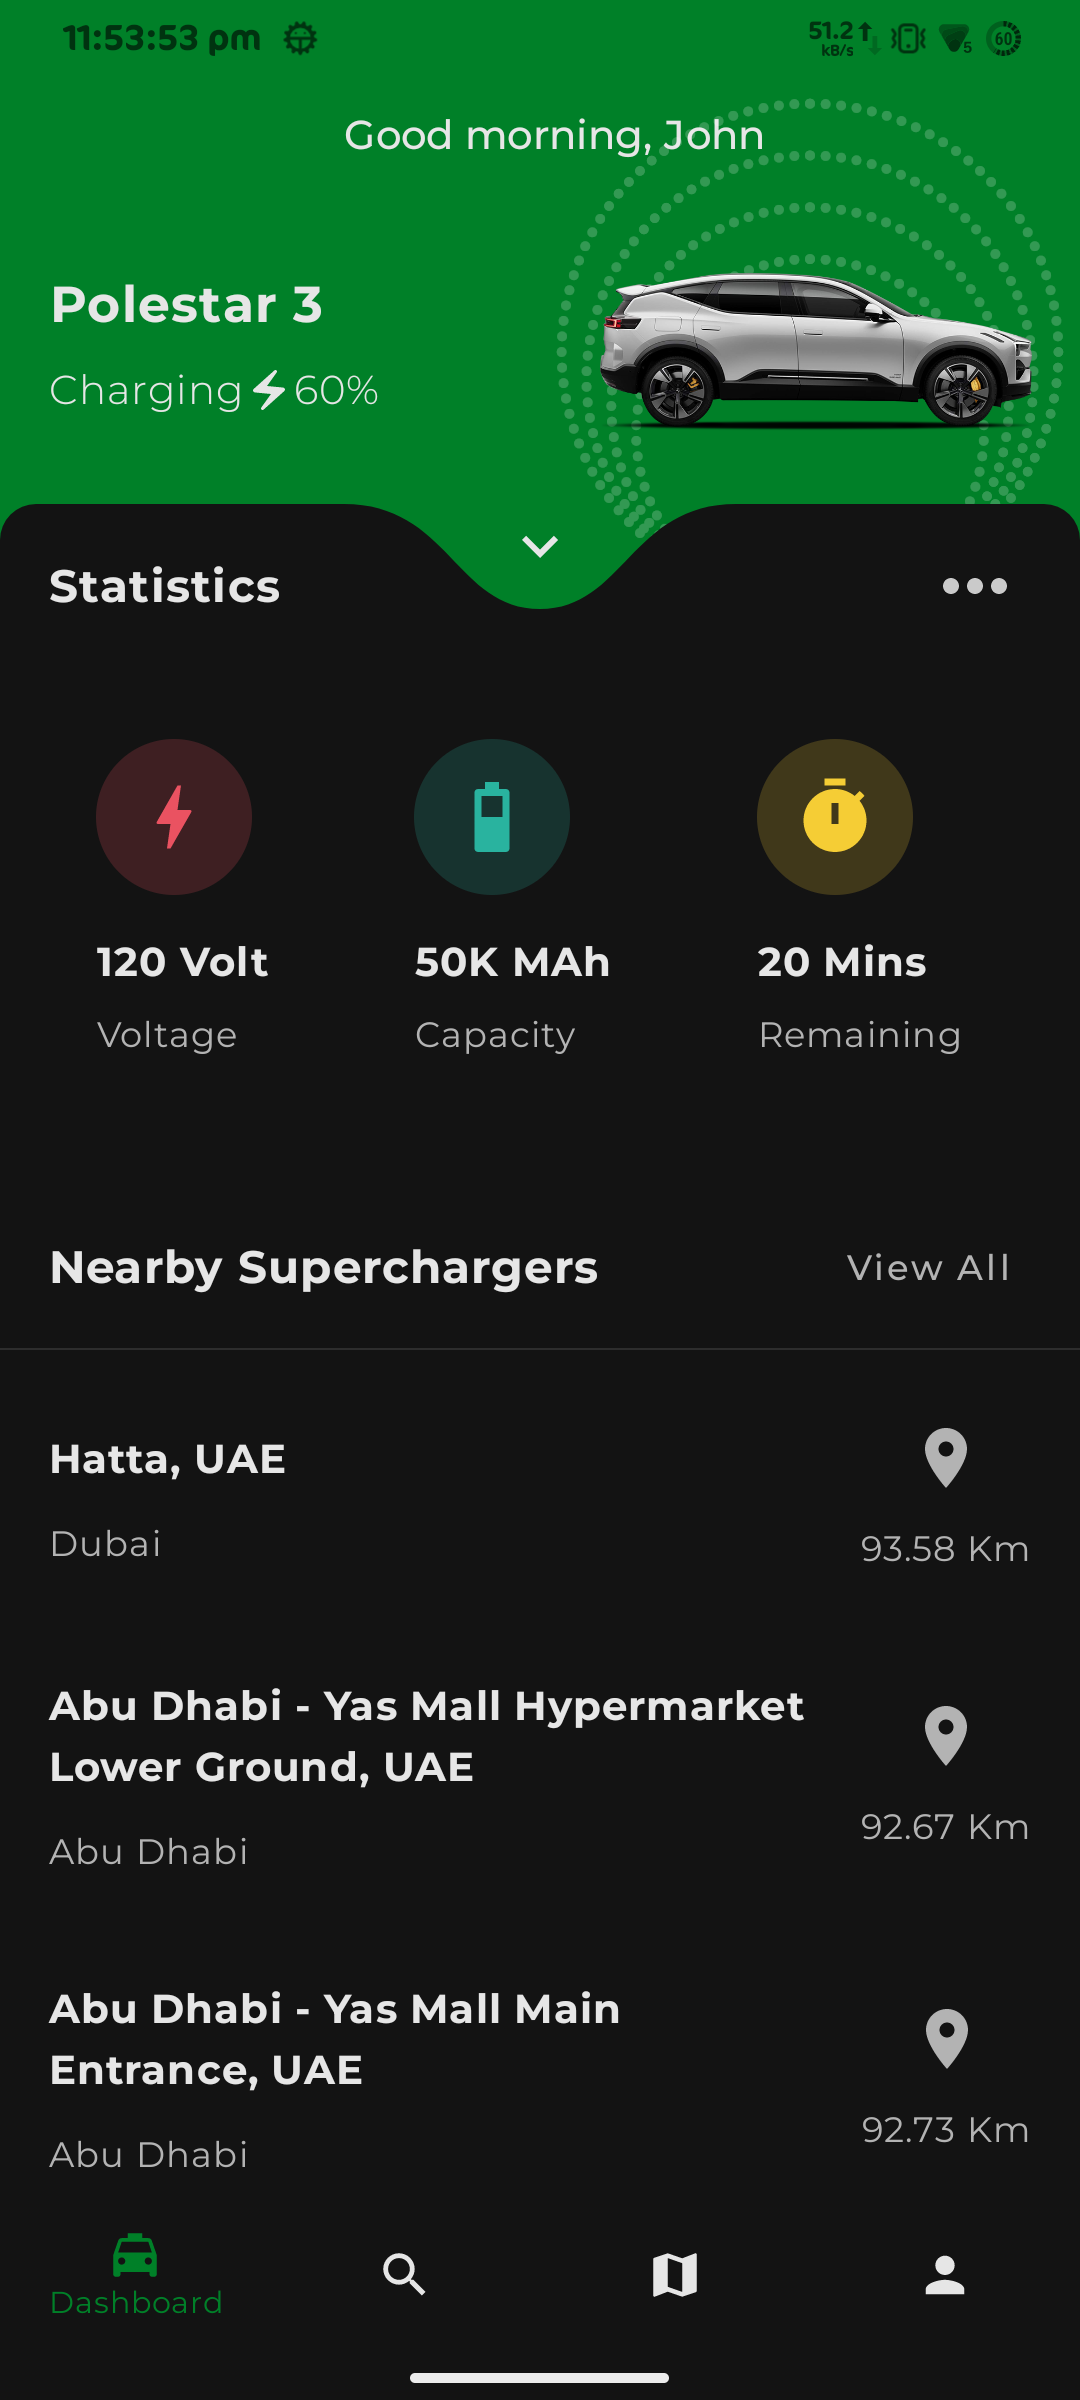 11:53:53 pm
51.2 kB/s
5
60
Good morning, John
Polestar 3
Charging 60%
Statistics
120 Volt
Voltage
50K MAh
Capacity
20 Mins
Remaining
Nearby Superchargers
View All
Hatta, UAE
Dubai
93.58 Km
Abu Dhabi - Yas Mall Hypermarket
Lower Ground, UAE
Abu Dhabi
92.67 Km
Abu Dhabi - Yas Mall Main
Entrance, UAE
Abu Dhabi
92.73 Km
Dashboard